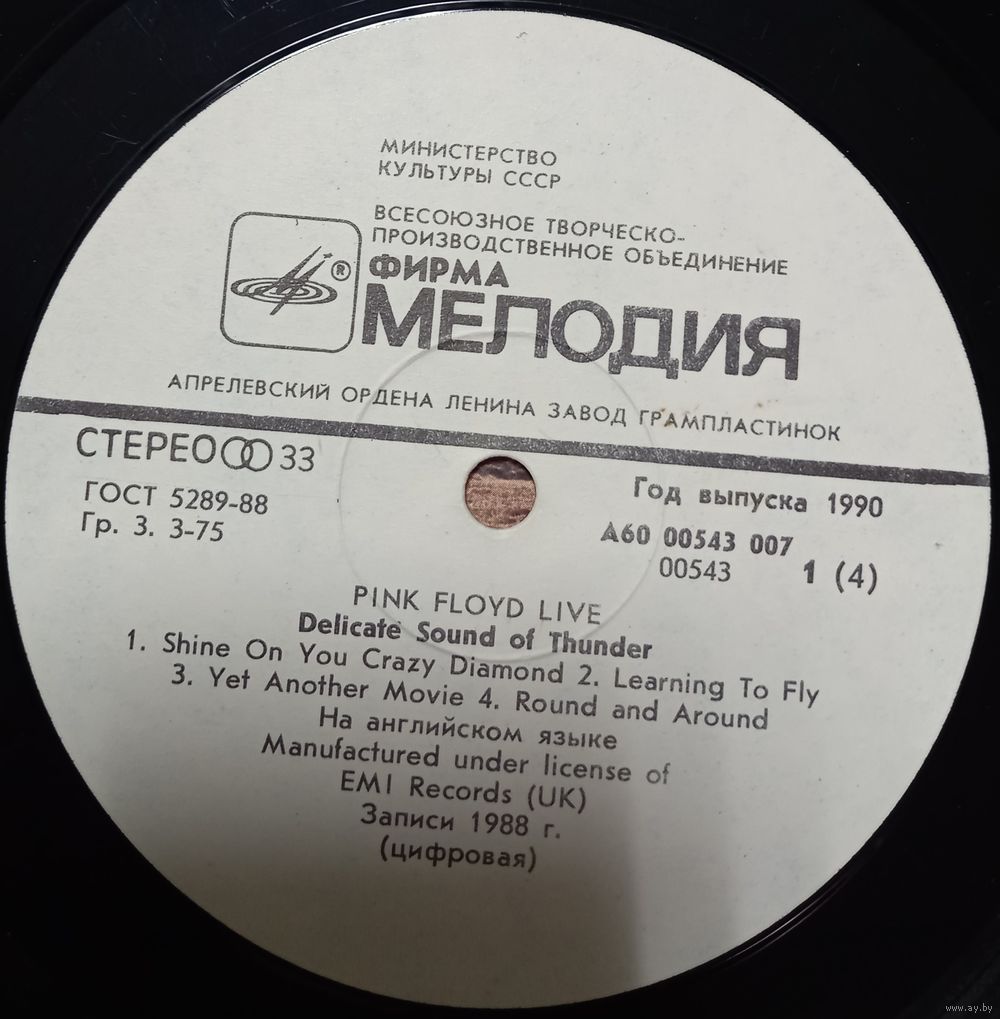 МИНИСТЕРСТВО
КУЛЬТУРЫ СССР
ВСЕСОЮЗНОЕ ТВОРЧЕСКО-
ПРОИЗВОДСТВЕННОЕ ОБЪЕДИНЕНИЕ
®
ФИРМА
МЕЛОДИЯ
АПРЕЛЕВСКИЙ ОРДЕНА ЛЕНИНА ЗАВОД ГРАМПЛАСТИНОК
СТЕРЕО 33
ГОСТ 5289-88
Гр. 3. 3-75
Год выпуска 1990
А60 00543 007
00543 1 (4)
PINK FLOYD LIVE
Delicate Sound of Thunder
1. Shine On You Crazy Diamond 2. Learning To Fly
3. Yet Another Movie 4. Round and Around
На английском языке
Manufactured under license of
EMI Records (UK)
Записи 1988 г.
(цифровая)
www.ay.by